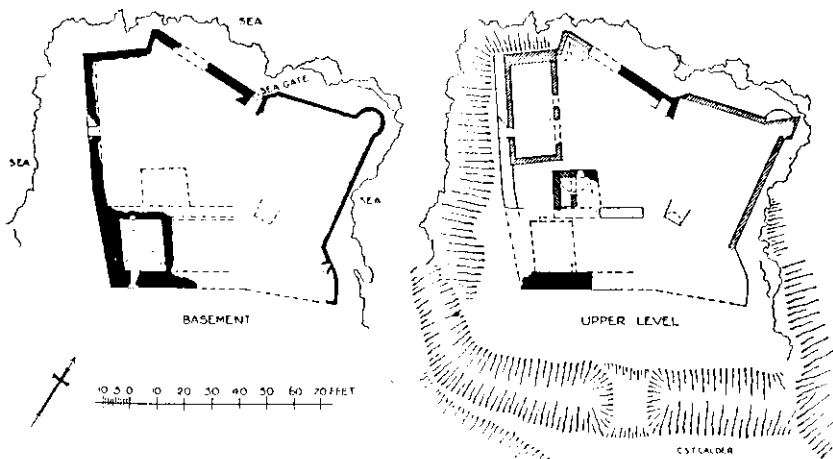 SEA
SEA GATE
SEA
SEA
BASEMENT
UPPER LEVEL
10 5 0 10 20 30 40 50 60 70 FEET
C S T CALDER